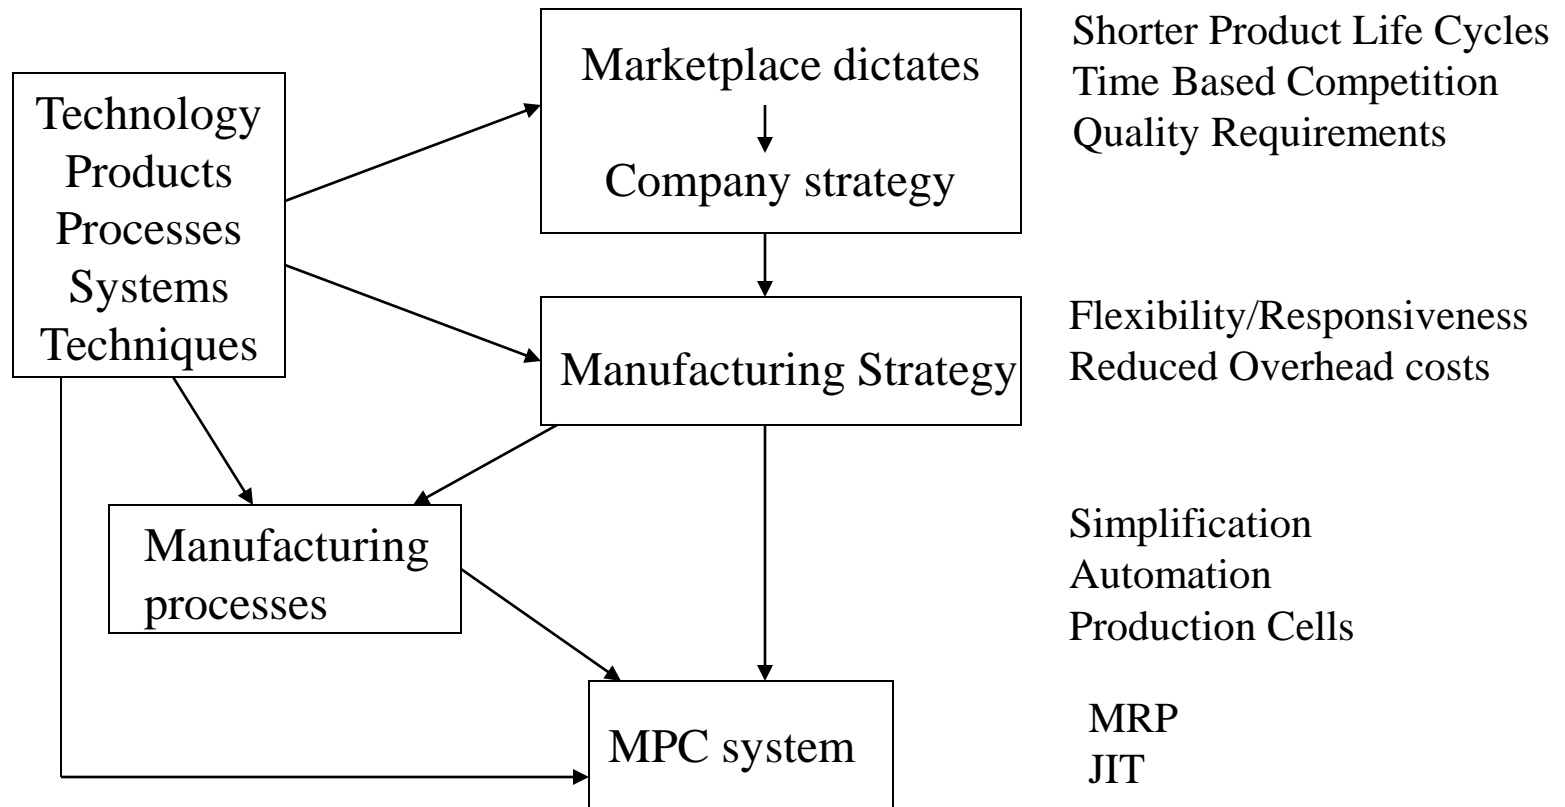 Technology
Products
Processes
Systems
Techniques
Marketplace dictates
Company strategy
Shorter Product Life Cycles
Time Based Competition
Quality Requirements
Manufacturing Strategy
Flexibility/Responsiveness
Reduced Overhead costs
Manufacturing
processes
Simplification
Automation
Production Cells
MPC system
MRP
JIT